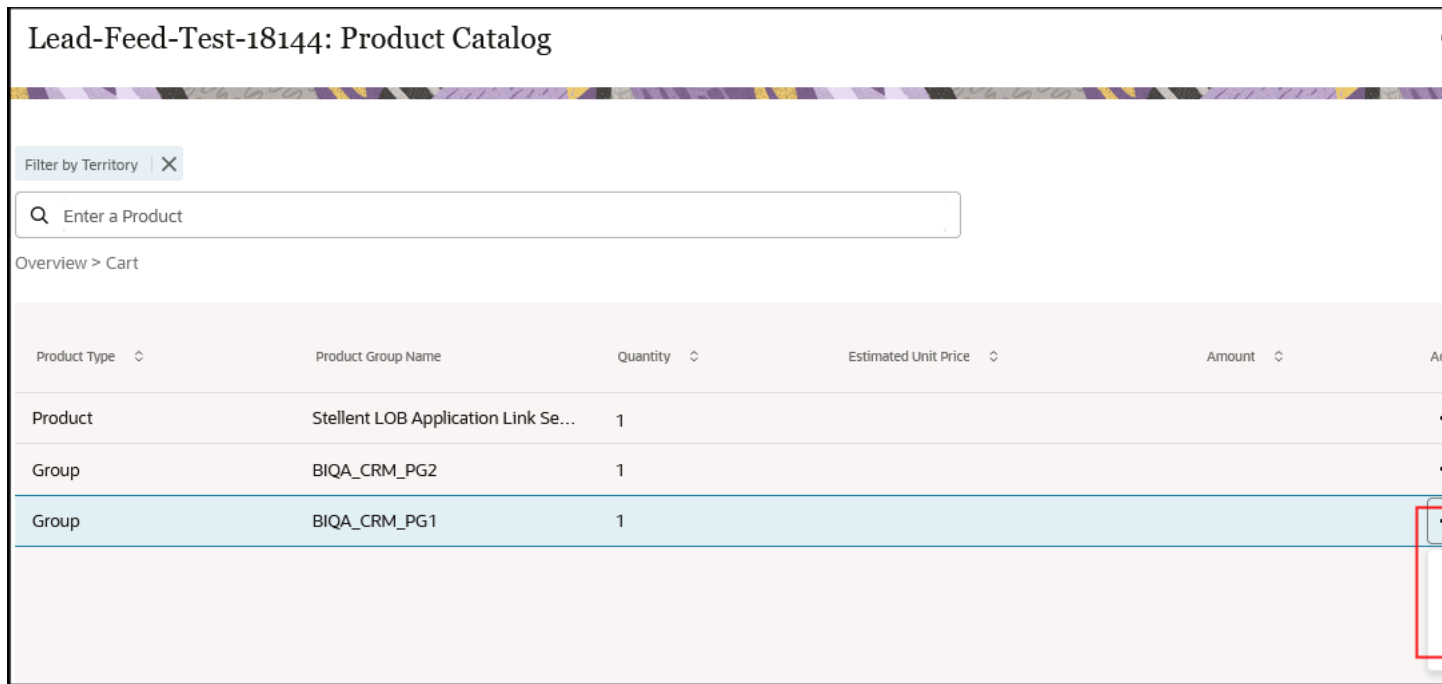 Lead-Feed-Test-18144: Product Catalog
Filter by Territory
Enter a Product
Overview > Cart
Product Type Product Group Name Quantity Estimated Unit Price Amount
Product Stellent LOB Application Link Se... 1
Group BIQA_CRM_PG2 1
Group BIQA_CRM_PG1 1